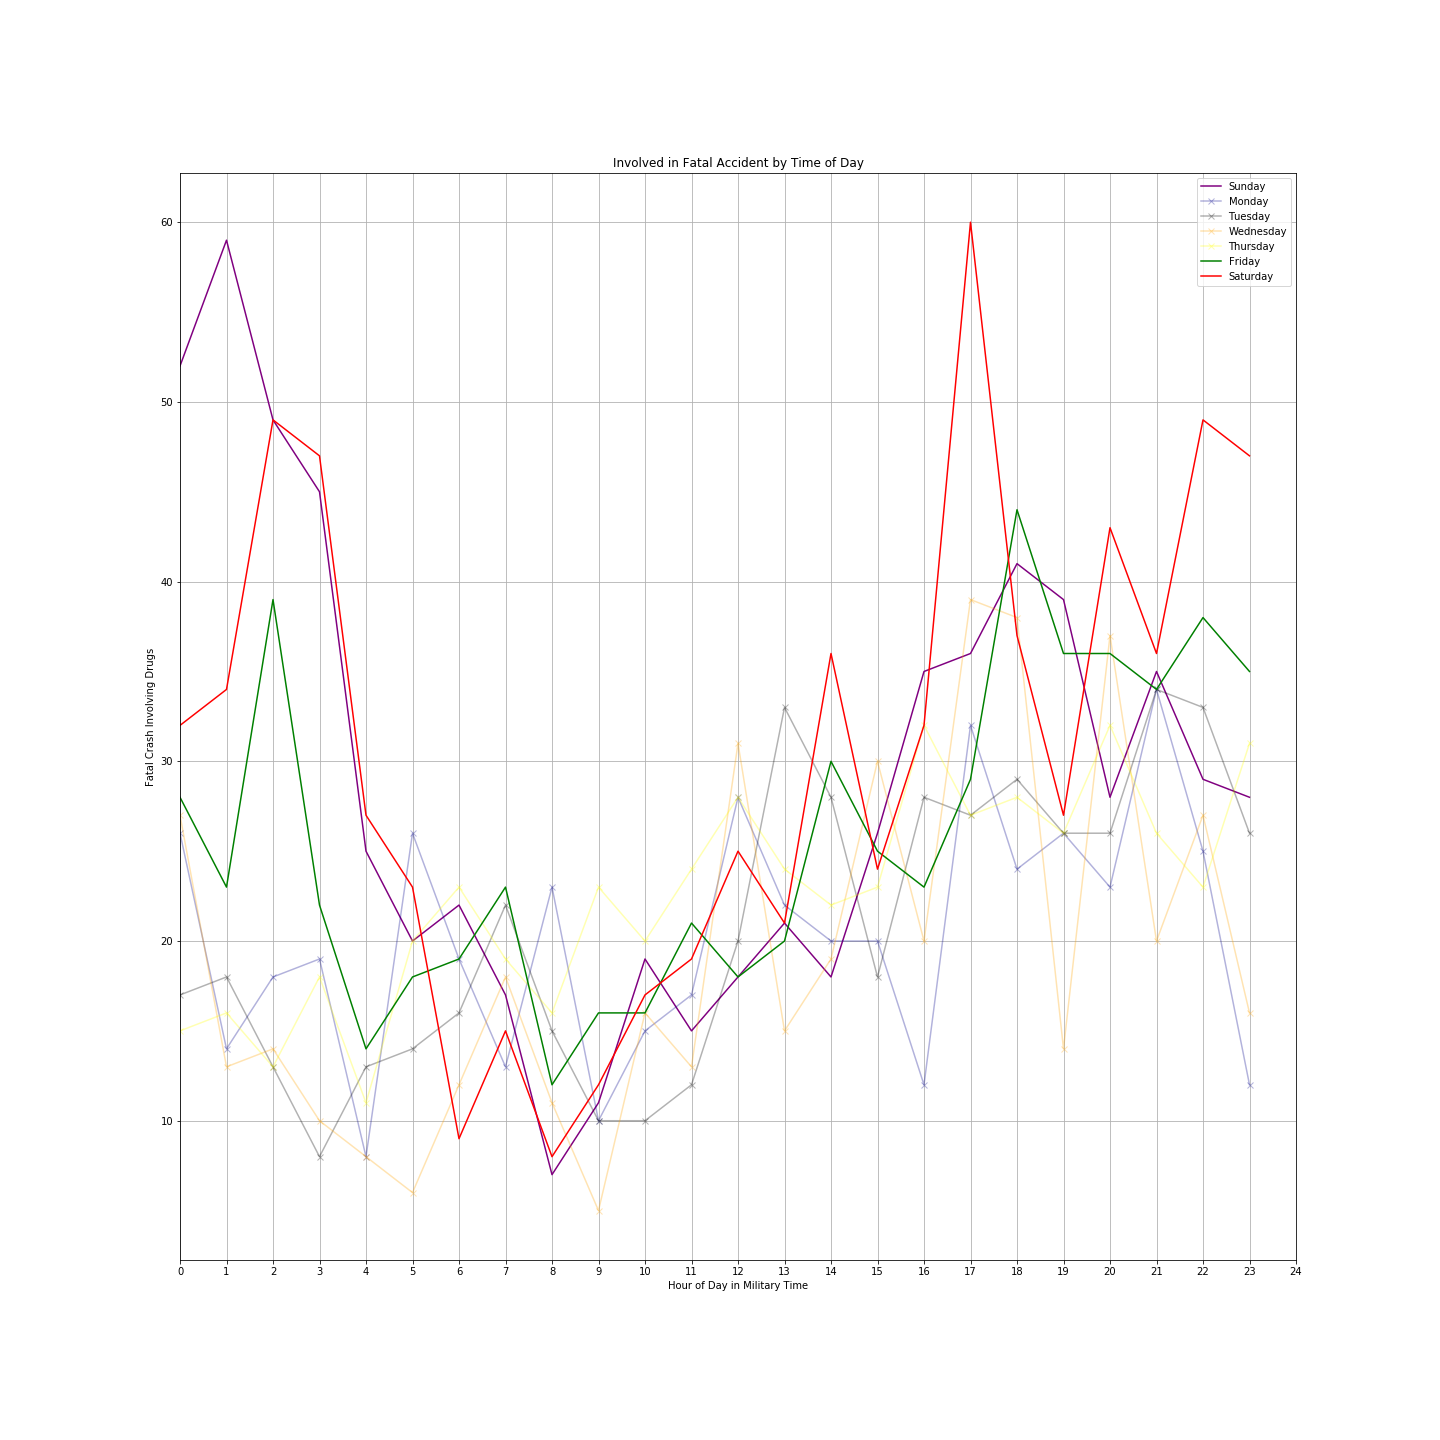 Involved in Fatal Accident by Time of Day
Sunday
Monday
Tuesday
Wednesday
Thursday
Friday
Saturday
60
50
40
30
20
10
Fatal Crash Involving Drugs
0 1 2 3 4 5 6 7 8 9 10 11 12 13 14 15 16 17 18 19 20 21 22 23 24
Hour of Day in Military Time